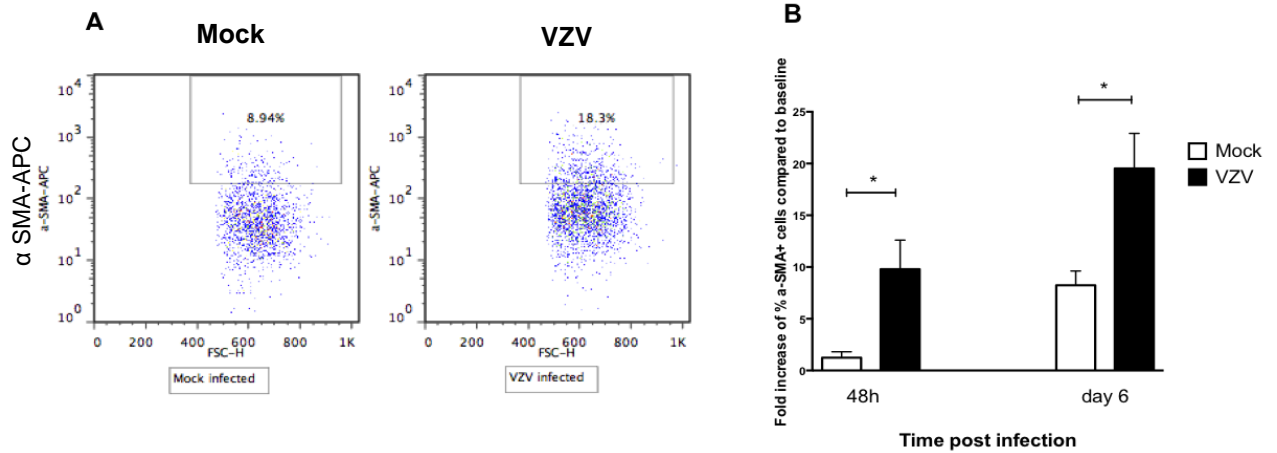 A
Mock
VZV
α SMA-APC
a-SMA-APC
10^4
10^3
10^2
10^1
10^0
8.94%
0 200 400 600 800 1K
FSC-H
Mock infected
a-SMA-APC
10^4
10^3
10^2
10^1
10^0
18.3%
0 200 400 600 800 1K
FSC-H
VZV infected
B
Fold increase of % a-SMA+ cells compared to baseline
25
20
15
10
5
0
*
*
Mock
VZV
48h day 6
Time post infection